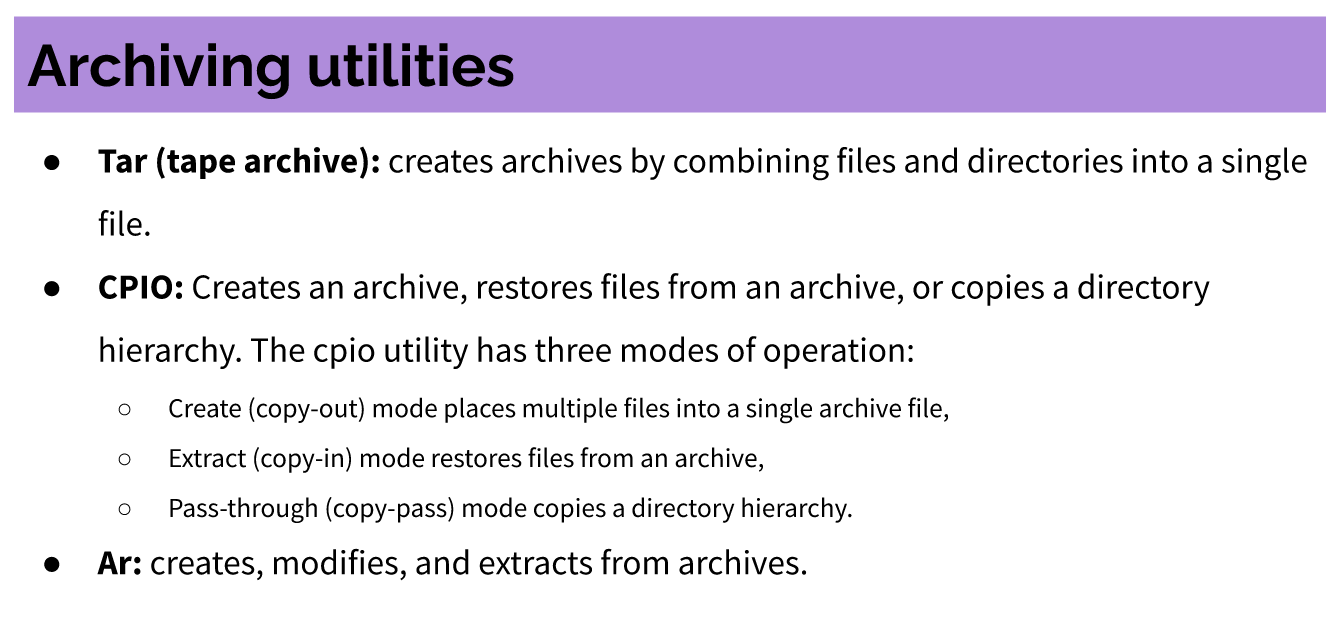 Archiving utilities
● Tar (tape archive): creates archives by combining files and directories into a single
file.
● CPIO: Creates an archive, restores files from an archive, or copies a directory
hierarchy. The cpio utility has three modes of operation:
○ Create (copy-out) mode places multiple files into a single archive file,
○ Extract (copy-in) mode restores files from an archive,
○ Pass-through (copy-pass) mode copies a directory hierarchy.
● Ar: creates, modifies, and extracts from archives.